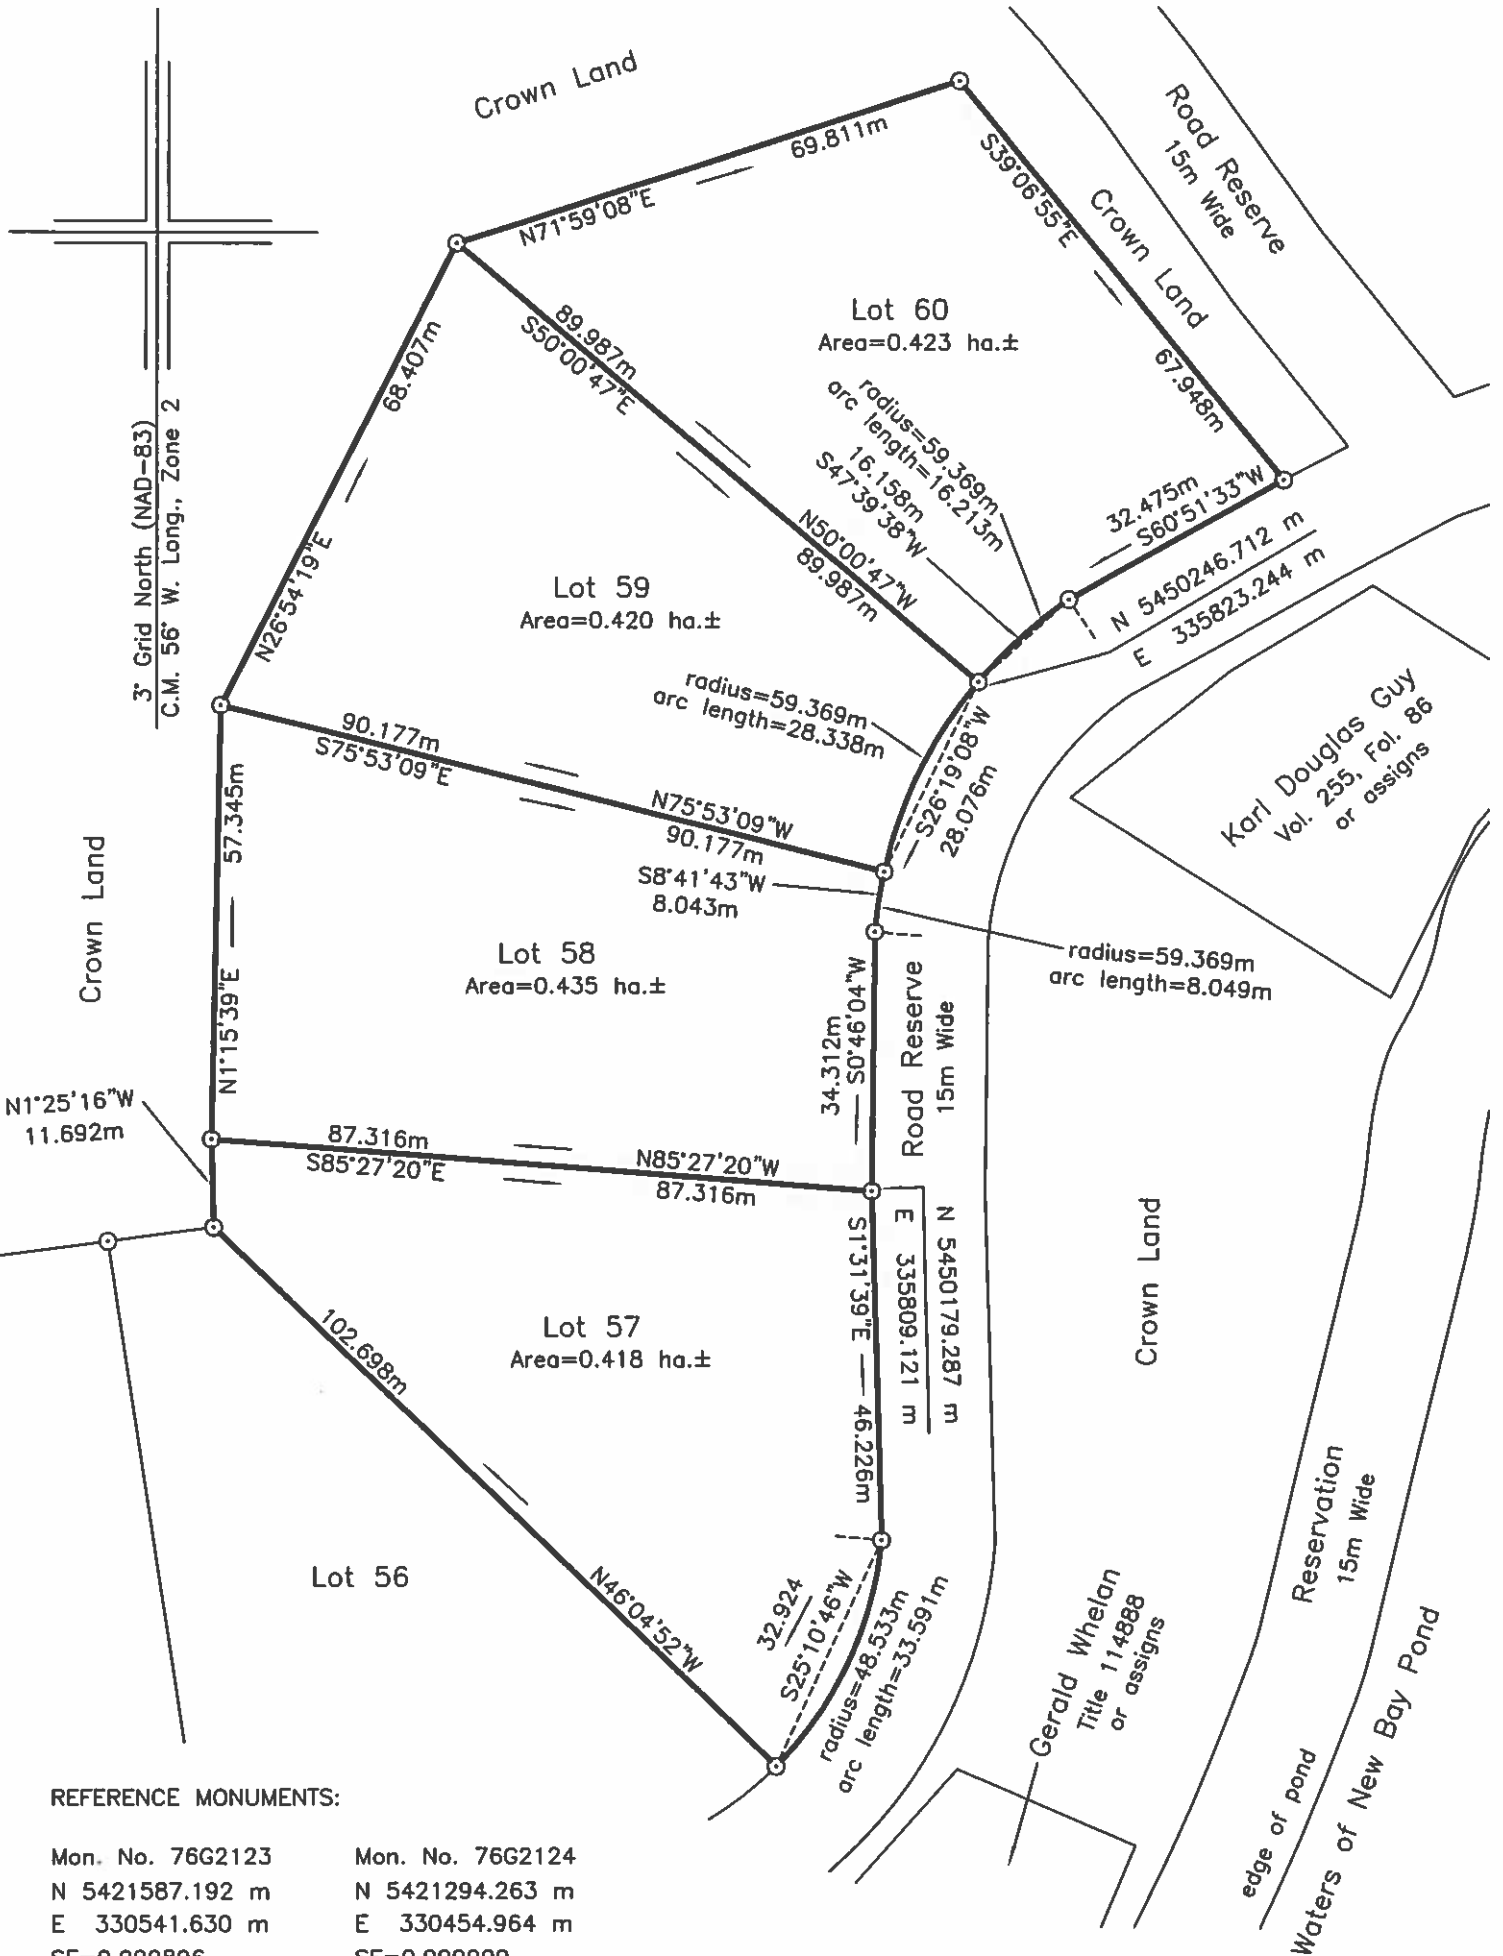 Crown Land
69.811m
N71°59'08"E
S39°06'55"E
67.948m
Crown Land
Road Reserve
15m Wide
3° Grid North (NAD-83)
C.M. 56° W. Long., Zone 2
68.407m
N26°54'19"E
89.987m
S50°00'47"E
Lot 60
Area=0.423 ha.±
radius=59.369m
arc length=16.213m
16.158m
S47°39'38"W
32.475m
S60°51'33"W
N50°00'47"W
89.987m
N 5450246.712 m
E 335823.244 m
Lot 59
Area=0.420 ha.±
radius=59.369m
arc length=28.338m
S26°19'08"W
28.076m
Karl Douglas Guy
Vol. 255, Fol. 86
or assigns
90.177m
S75°53'09"E
N75°53'09"W
90.177m
S8°41'43"W
8.043m
57.345m
N1°15'39"E
Crown Land
Lot 58
Area=0.435 ha.±
radius=59.369m
arc length=8.049m
34.312m
S0°46'04"W
Road Reserve
15m Wide
N1°25'16"W
11.692m
87.316m
S85°27'20"E
N85°27'20"W
87.316m
S1°31'39"E
46.226m
N 5450179.287 m
E 335809.121 m
Crown Land
Lot 57
Area=0.418 ha.±
102.698m
N46°04'52"W
Lot 56
32.924
S25°10'46"W
radius=48.533m
arc length=33.591m
Gerald Whelan
Title 114888
or assigns
Reservation
15m Wide
edge of pond
Waters of New Bay Pond
REFERENCE MONUMENTS:
Mon. No. 76G2123
N 5421587.192 m
E 330541.630 m
Mon. No. 76G2124
N 5421294.263 m
E 330454.964 m